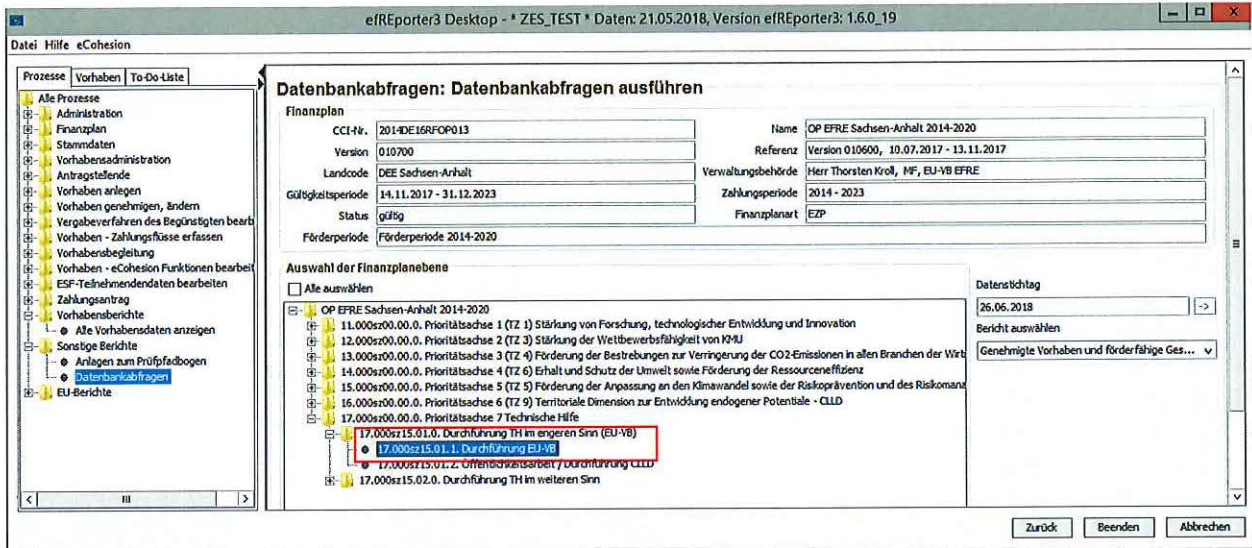 efREporter3 Desktop - * ZES_TEST * Daten: 21.05.2018, Version efREporter3: 1.6.0_19
Datei Hilfe eCohesion
Prozesse Vorhaben To-Do-Liste
Alle Prozesse
Administration
Finanzplan
Stammdaten
Vorhabensadministration
Antragstellende
Vorhaben anlegen
Vorhaben genehmigen, ändern
Vergabeverfahren des Begünstigten bearb
Vorhaben - Zahlungsflüsse erfassen
Vorhabensbegleitung
Vorhaben - eCohesion Funktionen bearbeit
ESF-Teilnehmendendaten bearbeiten
Zahlungsantrag
Vorhabensberichte
Alle Vorhabensdaten anzeigen
Sonstige Berichte
Anlagen zum Prüfpfadbogen
Datenbankabfragen
EU-Berichte
Datenbankabfragen: Datenbankabfragen ausführen
Finanzplan
CCI-Nr. 2014DE16RFOP013
Name OP EFRE Sachsen-Anhalt 2014-2020
Version 010700
Referenz Version 010600, 10.07.2017 - 13.11.2017
Landcode DEE Sachsen-Anhalt
Verwaltungsbehörde Herr Thorsten Kroll, MF, EU-VB EFRE
Gültigkeitsperiode 14.11.2017 - 31.12.2023
Zahlungsperiode 2014 - 2023
Status gültig
Finanzplanart EZP
Förderperiode Förderperiode 2014-2020
Auswahl der Finanzplanebene
Alle auswählen
OP EFRE Sachsen-Anhalt 2014-2020
11.000sz00.00.0. Prioritätsachse 1 (TZ 1) Stärkung von Forschung, technologischer Entwicklung und Innovation
12.000sz00.00.0. Prioritätsachse 2 (TZ 3) Stärkung der Wettbewerbsfähigkeit von KMU
13.000sz00.00.0. Prioritätsachse 3 (TZ 4) Förderung der Bestrebungen zur Verringerung der CO2-Emissionen in allen Branchen der Wirt
14.000sz00.00.0. Prioritätsachse 4 (TZ 6) Erhalt und Schutz der Umwelt sowie Förderung der Ressourceneffizienz
15.000sz00.00.0. Prioritätsachse 5 (TZ 5) Förderung der Anpassung an den Klimawandel sowie der Risikoprävention und des Risikomana
16.000sz00.00.0. Prioritätsachse 6 (TZ 9) Territoriale Dimension zur Entwicklung endogener Potentiale - CLLD
17.000sz00.00.0. Prioritätsachse 7 Technische Hilfe
17.000sz15.01.0. Durchführung TH im engeren Sinn (EU-VB)
17.000sz15.01.1. Durchführung EU-VB
17.000sz15.01.2. Öffentlichkeitsarbeit / Durchführung CLLD
17.000sz15.02.0. Durchführung TH im weiteren Sinn
Datenstichtag
26.06.2018 ->
Bericht auswählen
Genehmigte Vorhaben und förderfähige Ges...
Zurück Beenden Abbrechen